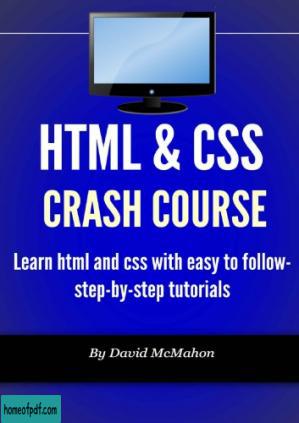 HTML & CSS
CRASH COURSE
Learn html and css with easy to follow-
step-by-step tutorials
By David McMahon
homeofpdf.com